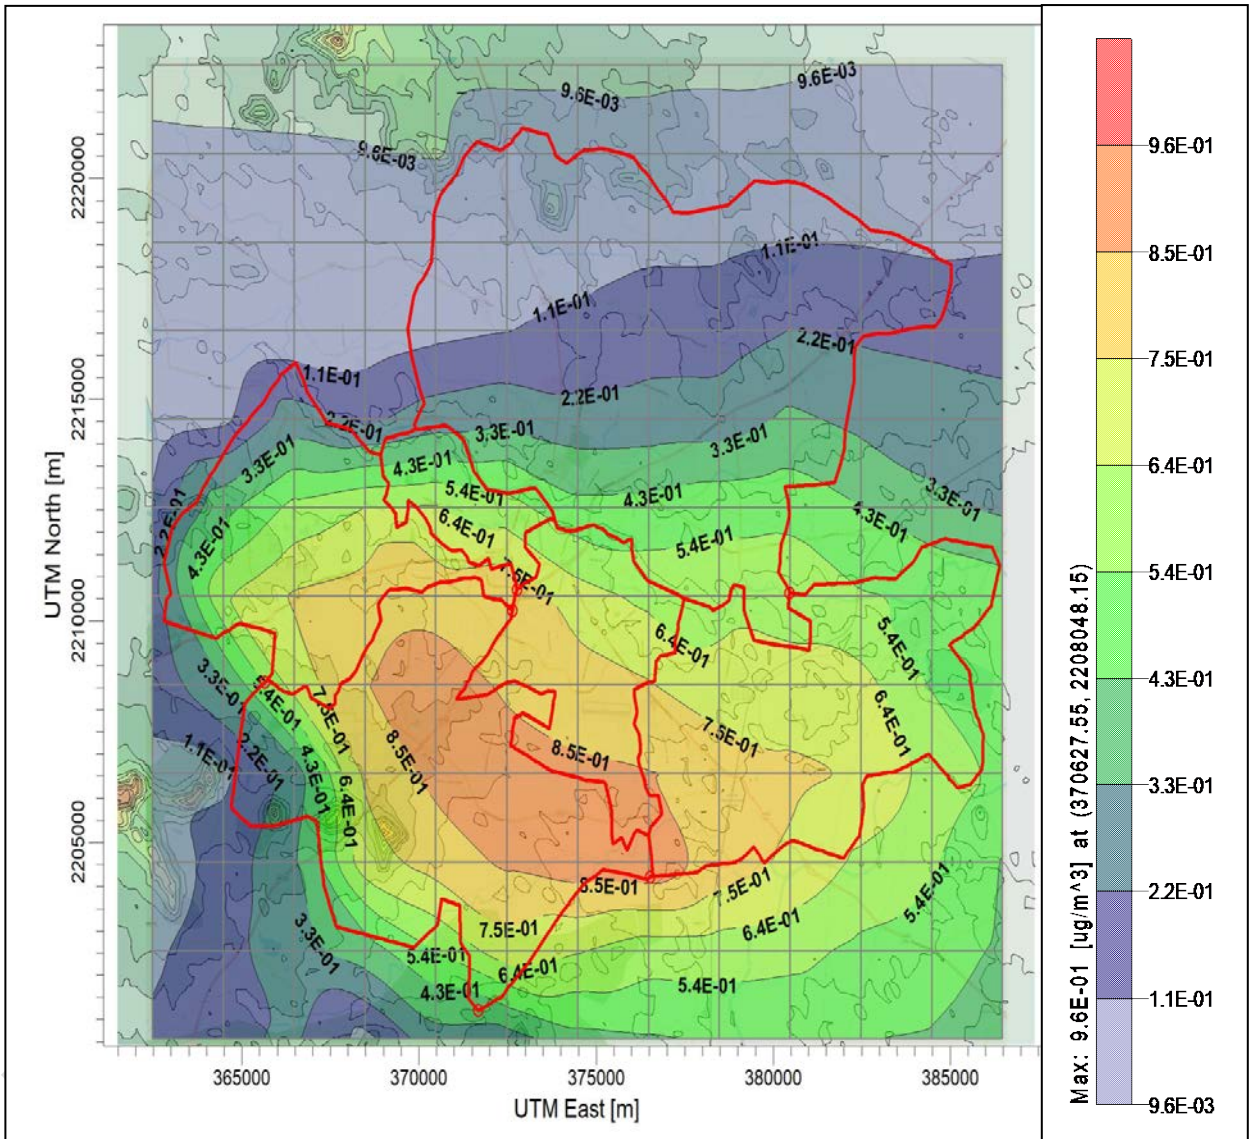 9.6E-03
9.6E-03
9.6E-03
1.1E-01
1.1E-01
1.1E-01
2.2E-01
2.2E-01
2.2E-01
3.3E-01
3.3E-01
3.3E-01
4.3E-01
5.4E-01
4.3E-01
3.3E-01
4.3E-01
2.2E-01
4.3E-01
6.4E-01
5.4E-01
7.5E-01
6.4E-01
5.4E-01
3.3E-01
5.4E-01
7.5E-01
6.4E-01
7.5E-01
1.1E-01
2.2E-01
4.3E-01
8.5E-01
8.5E-01
6.4E-01
8.5E-01
7.5E-01
5.4E-01
7.5E-01
6.4E-01
3.3E-01
5.4E-01
6.4E-01
4.3E-01
5.4E-01
2220000
2215000
2210000
2205000
UTM North [m]
365000
370000
375000
380000
385000
UTM East [m]
Max: 9.6E-01 [ug/m^3] at (370627.55, 2208048.15)
9.6E-01
8.5E-01
7.5E-01
6.4E-01
5.4E-01
4.3E-01
3.3E-01
2.2E-01
1.1E-01
9.6E-03